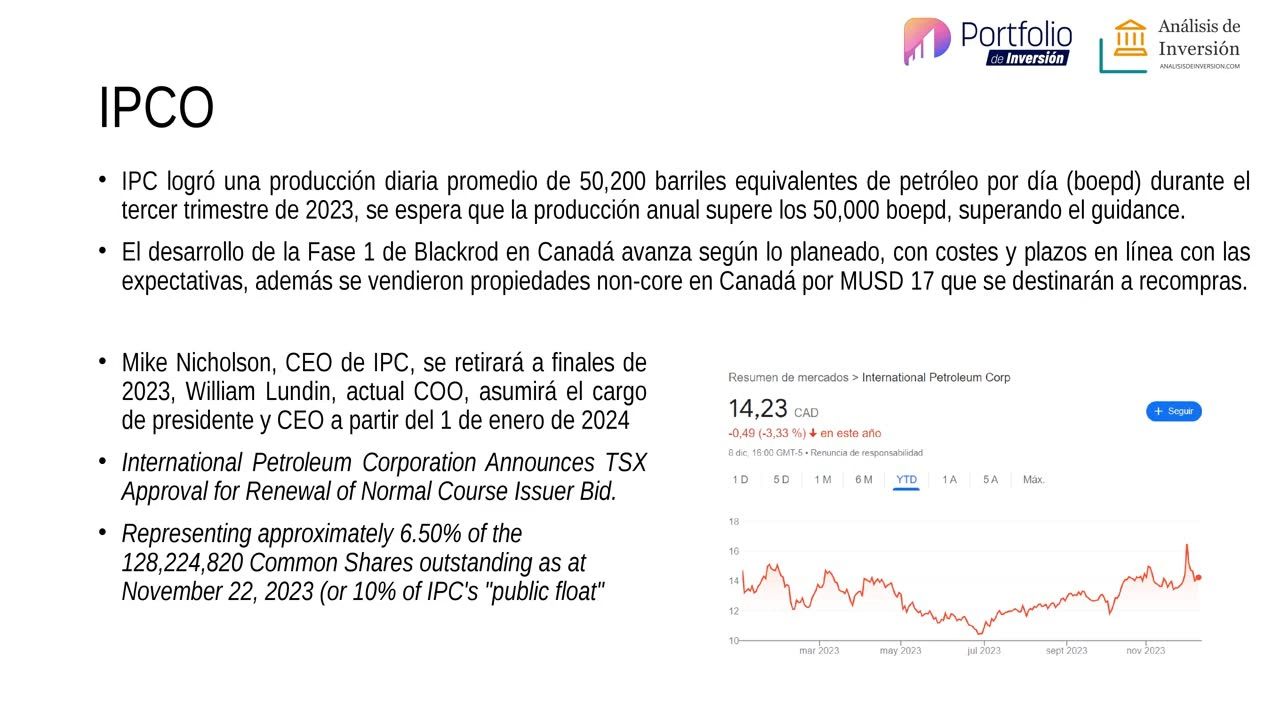 Portfolio
de Inversión
Análisis de
Inversión
ANALISISDEINVERSION.COM
IPCO
• IPC logró una producción diaria promedio de 50,200 barriles equivalentes de petróleo por día (boepd) durante el
tercer trimestre de 2023, se espera que la producción anual supere los 50,000 boepd, superando el guidance.
• El desarrollo de la Fase 1 de Blackrod en Canadá avanza según lo planeado, con costes y plazos en línea con las
expectativas, además se vendieron propiedades non-core en Canadá por MUSD 17 que se destinarán a recompras.
• Mike Nicholson, CEO de IPC, se retirará a finales de
2023, William Lundin, actual COO, asumirá el cargo
de presidente y CEO a partir del 1 de enero de 2024
• International Petroleum Corporation Announces TSX
Approval for Renewal of Normal Course Issuer Bid.
• Representing approximately 6.50% of the
128,224,820 Common Shares outstanding as at
November 22, 2023 (or 10% of IPC's "public float"
Resumen de mercados > International Petroleum Corp
14,23 CAD
+ Seguir
-0,49 (-3,33 %) ↓ en este año
8 dic, 16:00 GMT-5 • Renuncia de responsabilidad
1 D 5 D 1 M 6 M YTD 1 A 5 A Máx.
18
16
14
12
10
mar 2023 may 2023 jul 2023 sept 2023 nov 2023